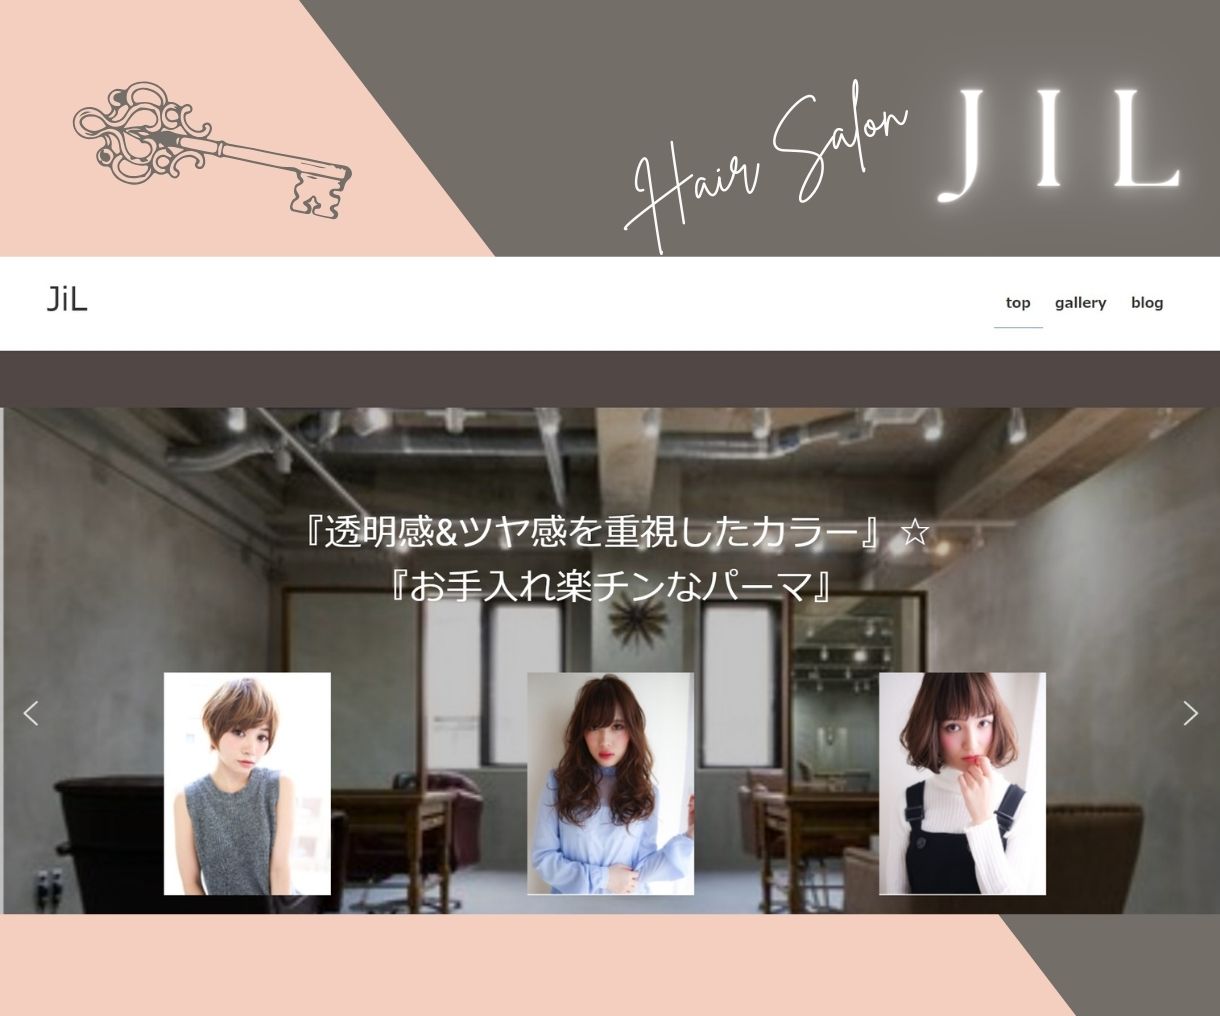 Hair Salon JIL
JiL
top gallery blog
『透明感&ツヤ感を重視したカラー』☆
『お手入れ楽チンなパーマ』